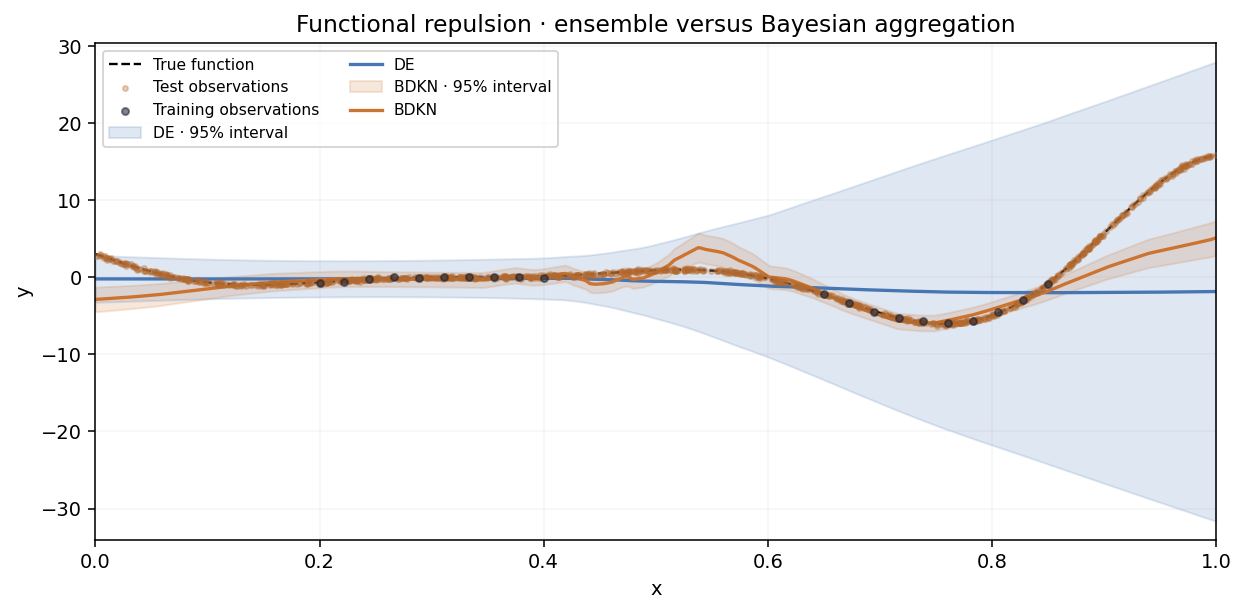 Functional repulsion · ensemble versus Bayesian aggregation
True function
Test observations
Training observations
DE · 95% interval
DE
BDKN · 95% interval
BDKN
y
30
20
10
0
−10
−20
−30
0.0
0.2
0.4
0.6
0.8
1.0
x